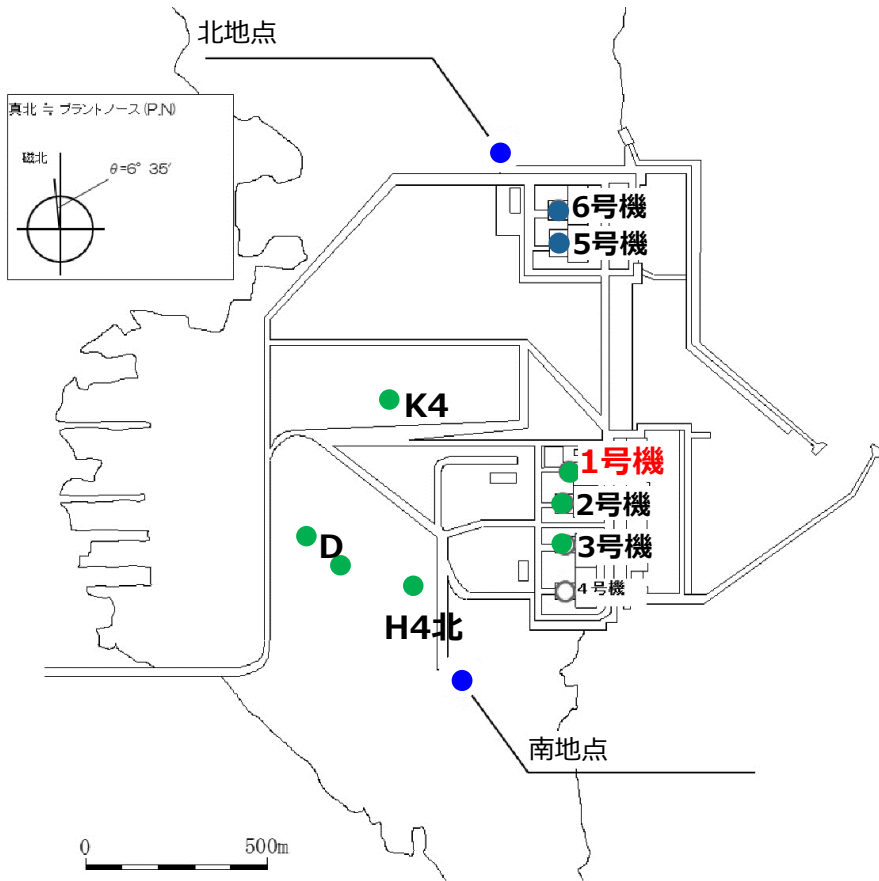 北地点
真北 ≒ プラントノース(P.N)
磁北
θ=6° 35′
6号機
5号機
K4
1号機
2号機
3号機
D
4号機
H4北
南地点
0 500m